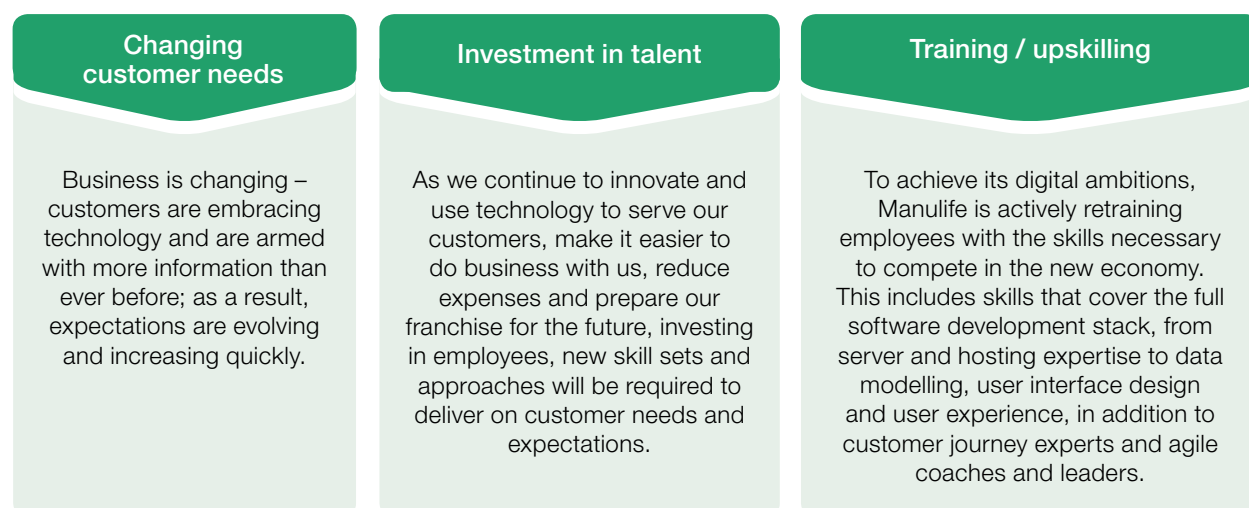 Changing
customer needs
Business is changing –
customers are embracing
technology and are armed
with more information than
ever before; as a result,
expectations are evolving
and increasing quickly.
Investment in talent
As we continue to innovate and
use technology to serve our
customers, make it easier to
do business with us, reduce
expenses and prepare our
franchise for the future, investing
in employees, new skill sets and
approaches will be required to
deliver on customer needs and
expectations.
Training / upskilling
To achieve its digital ambitions,
Manulife is actively retraining
employees with the skills necessary
to compete in the new economy.
This includes skills that cover the full
software development stack, from
server and hosting expertise to data
modelling, user interface design
and user experience, in addition to
customer journey experts and agile
coaches and leaders.